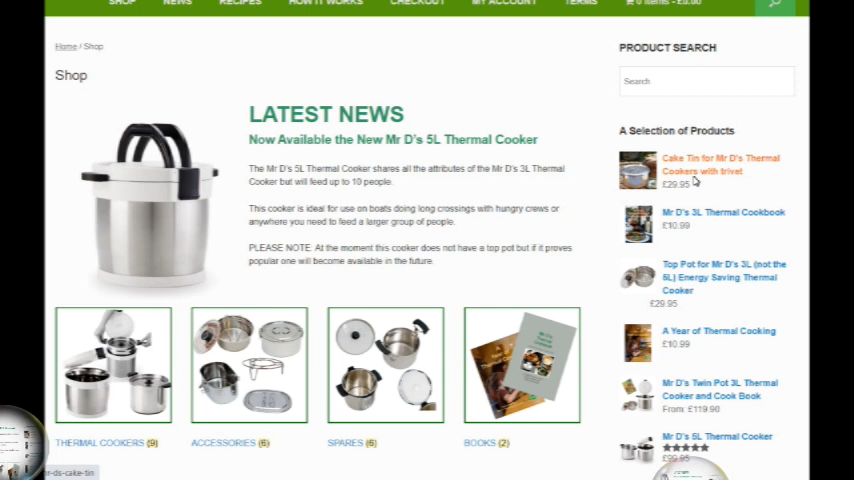 SHOP NEWS RECIPES HOW IT WORKS CHECKOUT MY ACCOUNT TERMS 0 items - £0.00
Home / Shop
Shop
LATEST NEWS
Now Available the New Mr D's 5L Thermal Cooker
The Mr D's 5L Thermal Cooker shares all the attributes of the Mr D's 3L Thermal
Cooker but will feed up to 10 people.
This cooker is ideal for use on boats doing long crossings with hungry crews or
anywhere you need to feed a larger group of people.
PLEASE NOTE: At the moment this cooker does not have a top pot but if it proves
popular one will become available in the future.
THERMAL COOKERS (9)
ACCESSORIES (6)
SPARES (6)
BOOKS (2)
PRODUCT SEARCH
Search
A Selection of Products
Cake Tin for Mr D's Thermal
Cookers with trivet
£29.95
Mr D's 3L Thermal Cookbook
£10.99
Top Pot for Mr D's 3L (not the
5L) Energy Saving Thermal
Cooker
£29.95
A Year of Thermal Cooking
£10.99
Mr D's Twin Pot 3L Thermal
Cooker and Cook Book
From: £119.90
Mr D's 5L Thermal Cooker
£99.95
r-ds-cake-tin